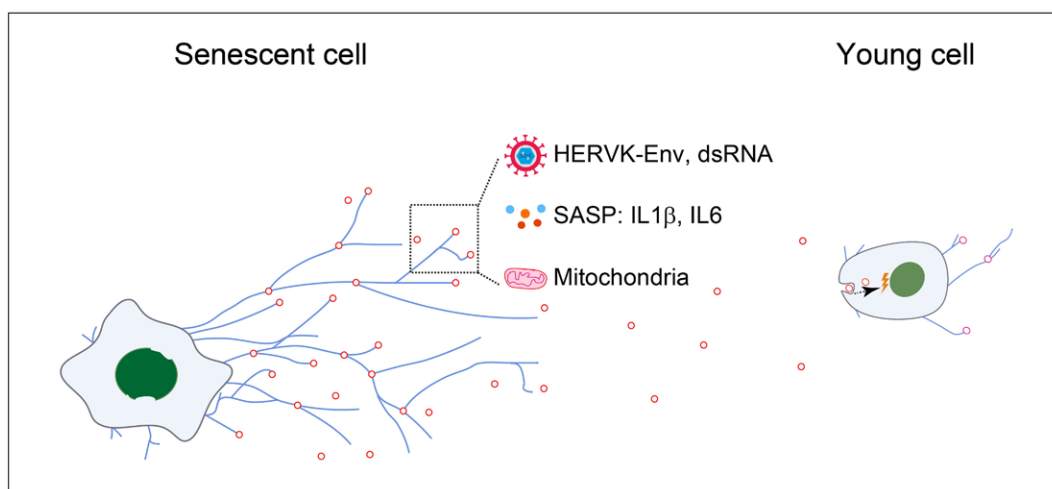 Senescent cell
Young cell
HERVK-Env, dsRNA
SASP: IL1β, IL6
Mitochondria